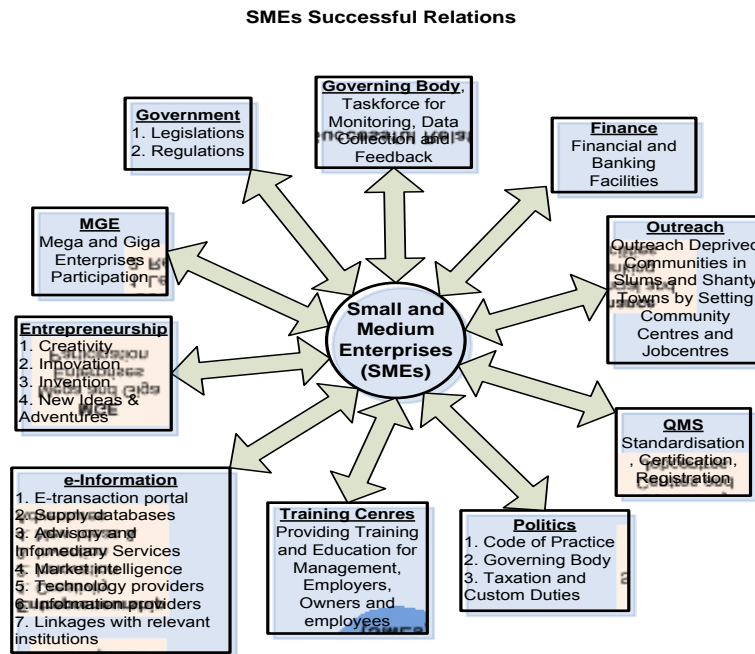 SMEs Successful Relations
Governing Body,
Taskforce for
Monitoring, Data
Collection and
Feedback
Government
1. Legislations
2. Regulations
Finance
Financial and
Banking
Facilities
MGE
Mega and Giga
Enterprises
Participation
Outreach
Outreach Deprived
Communities in
Slums and Shanty
Towns by Setting
Community
Centres and
Jobcentres
Small and
Medium
Enterprises
(SMEs)
Entrepreneurship
1. Creativity
2. Innovation
3. Invention
4. New Ideas &
Adventures
QMS
Standardisation
, Certification,
Registration
e-Information
1. E-transaction portal
2. Supply databases
3. Advisory and
Informediary Services
4. Market intelligence
5. Technology providers
6. Information providers
7. Linkages with relevant
institutions
Training Cenres
Providing Training
and Education for
Management,
Employers,
Owners and
employees
Politics
1. Code of Practice
2. Governing Body
3. Taxation and
Custom Duties